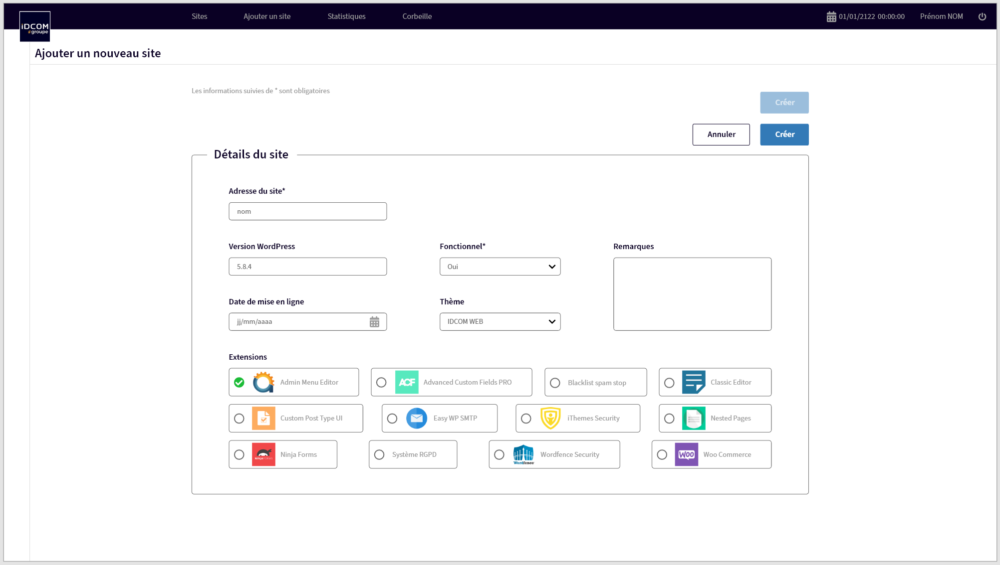 iDCOM
#groupe
Sites
Ajouter un site
Statistiques
Corbeille
01/01/2122 00:00:00
Prénom NOM
Ajouter un nouveau site
Les informations suivies de * sont obligatoires
Créer
Annuler
Créer
Détails du site
Adresse du site*
nom
Version WordPress
Fonctionnel*
Remarques
5.8.4
Oui
Date de mise en ligne
Thème
jj/mm/aaaa
IDCOM WEB
Extensions
Admin Menu Editor
ACF
Advanced Custom Fields PRO
Blacklist spam stop
Classic Editor
Custom Post Type UI
Easy WP SMTP
iThemes Security
Nested Pages
NINJA FORMS
Ninja Forms
Système RGPD
Wordfence
Wordfence Security
WOO
Woo Commerce